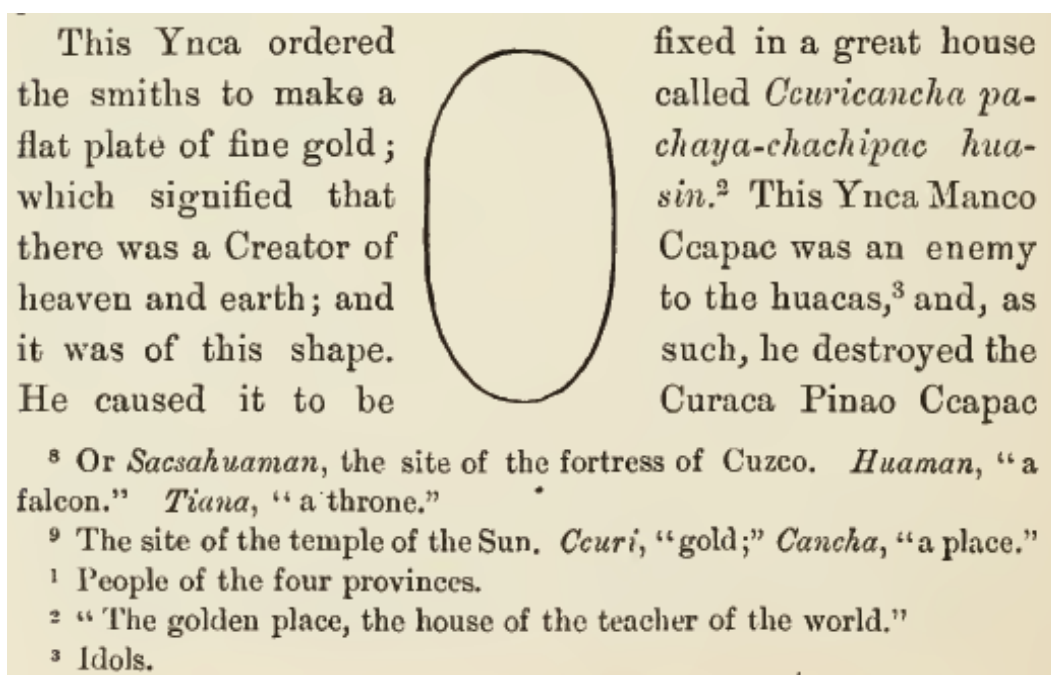 This Ynca ordered
the smiths to make a
flat plate of fine gold;
which signified that
there was a Creator of
heaven and earth; and
it was of this shape.
He caused it to be
fixed in a great house
called Ccuricancha pa-
chaya-chachipac hua-
sin.² This Ynca Manco
Ccapac was an enemy
to the huacas,³ and, as
such, he destroyed the
Curaca Pinao Ccapac
⁸ Or Sacsahuaman, the site of the fortress of Cuzco. Huaman, “a
falcon.” Tiana, “a throne.”
⁹ The site of the temple of the Sun. Ccuri, “gold;” Cancha, “a place.”
¹ People of the four provinces.
² “The golden place, the house of the teacher of the world.”
³ Idols.